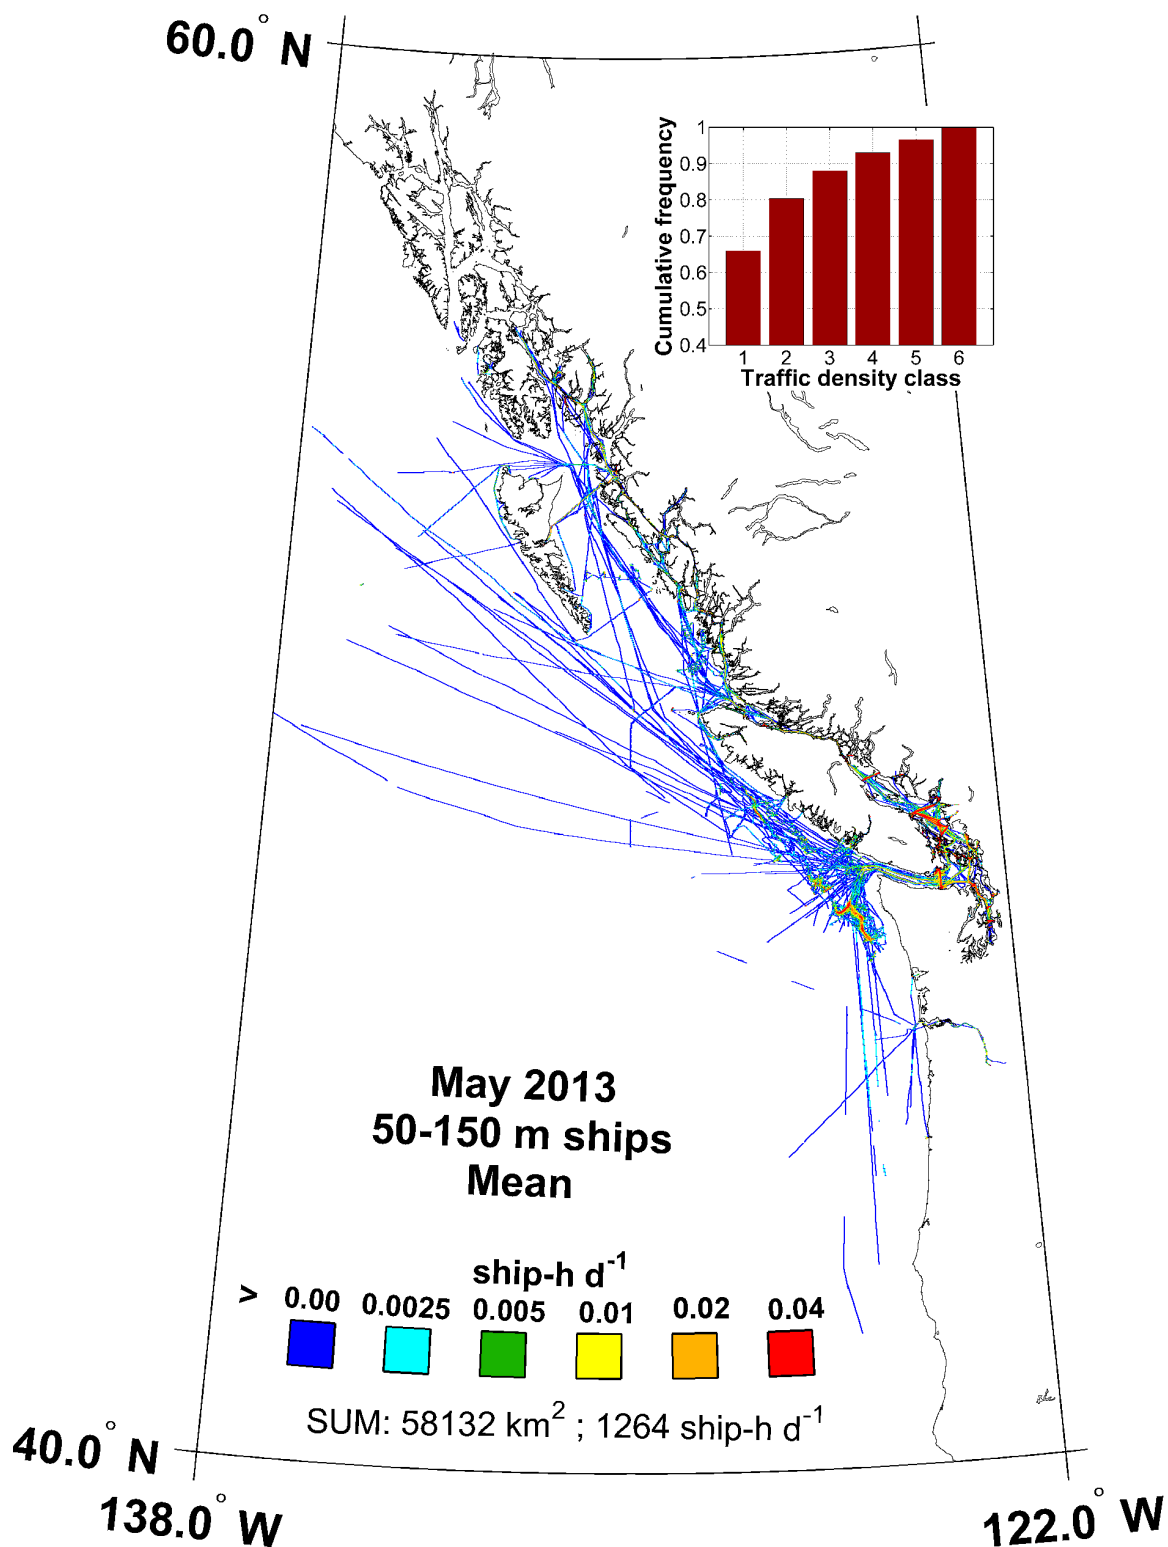 60.0° N
Cumulative frequency
1
0.9
0.8
0.7
0.6
0.5
0.4
1 2 3 4 5 6
Traffic density class
May 2013
50-150 m ships
Mean
ship-h d⁻¹
> 0.00 0.0025 0.005 0.01 0.02 0.04
SUM: 58132 km² ; 1264 ship-h d⁻¹
40.0° N
138.0° W
122.0° W